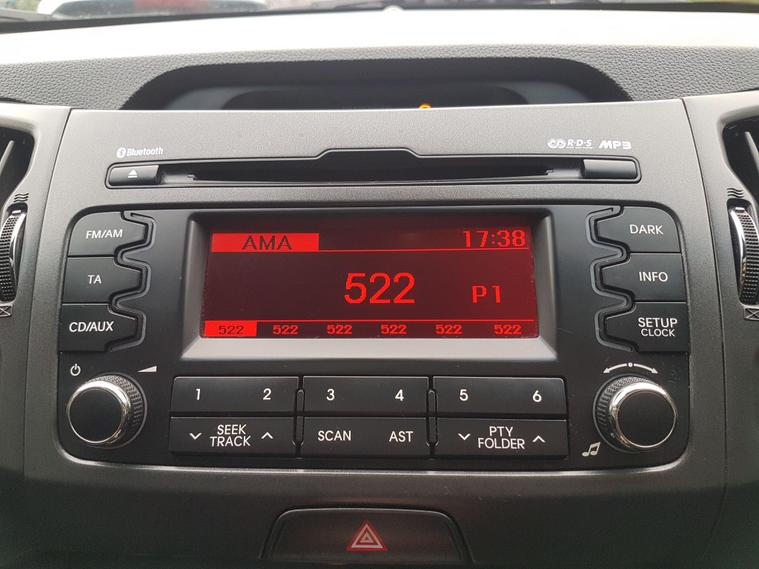 Bluetooth
R·D·S MP3
FM/AM
TA
CD/AUX
AMA 17:38
522 P1
522 522 522 522 522 522
DARK
INFO
SETUP
CLOCK
1 2 3 4 5 6
SEEK
TRACK
SCAN
AST
PTY
FOLDER